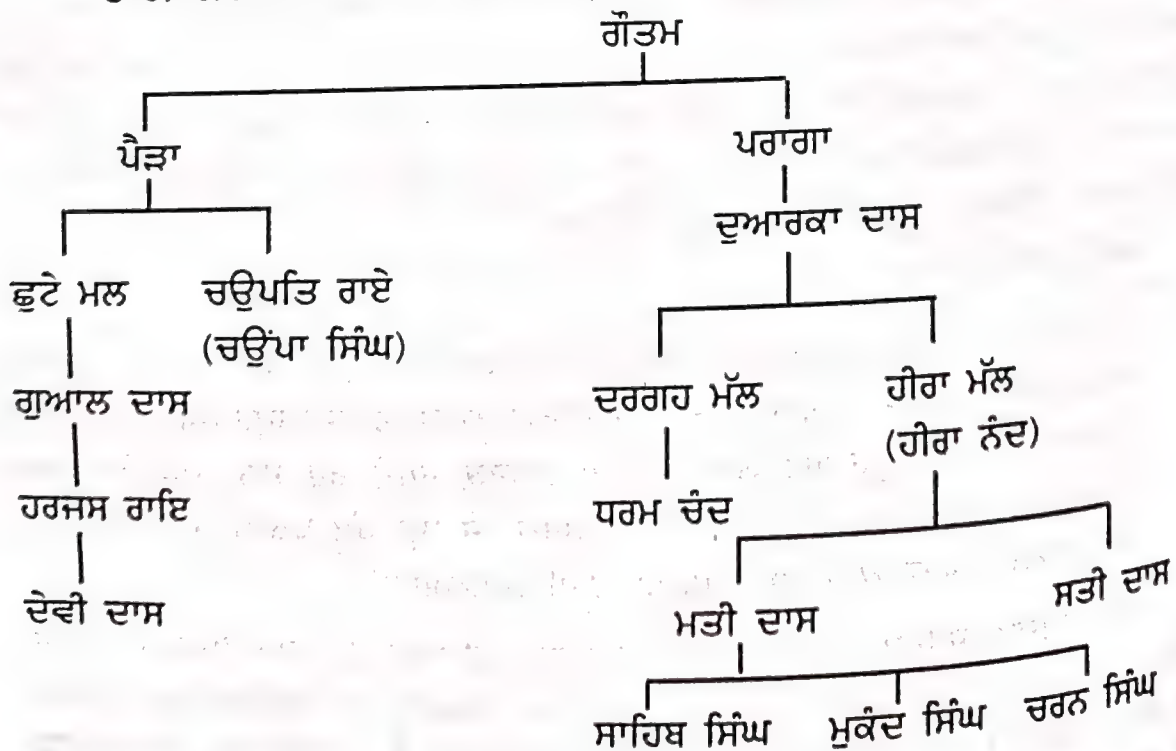 ਗੌਤਮ
ਪੈੜਾ
ਪਰਾਗਾ
ਦੁਆਰਕਾ ਦਾਸ
ਛੁਟੇ ਮਲ
ਚਉਪਤਿ ਰਾਏ
(ਚਉਂਪਾ ਸਿੰਘ)
ਗੁਆਲ ਦਾਸ
ਦਰਗਹ ਮੱਲ
ਹੀਰਾ ਮੱਲ
(ਹੀਰਾ ਨੰਦ)
ਹਰਜਸ ਰਾਇ
ਧਰਮ ਚੰਦ
ਦੇਵੀ ਦਾਸ
ਮਤੀ ਦਾਸ
ਸਤੀ ਦਾਸ
ਸਾਹਿਬ ਸਿੰਘ
ਮੁਕੰਦ ਸਿੰਘ
ਚਰਨ ਸਿੰਘ